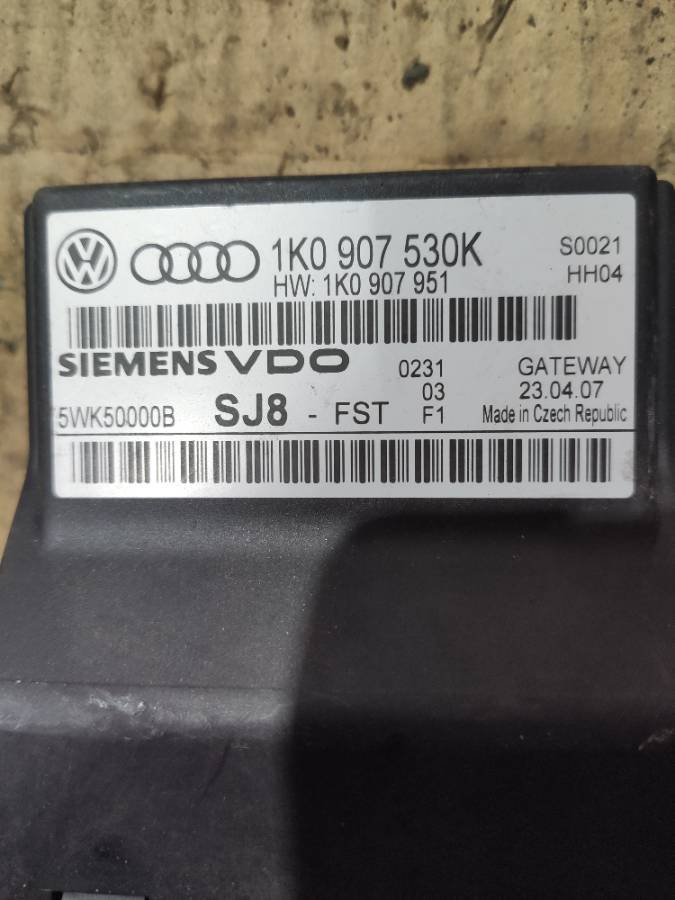 1K0 907 530K S0021
HW: 1K0 907 951 HH04
SIEMENS VDO 0231 GATEWAY
03 23.04.07
5WK50000B SJ8 - FST F1 Made in Czech Republic